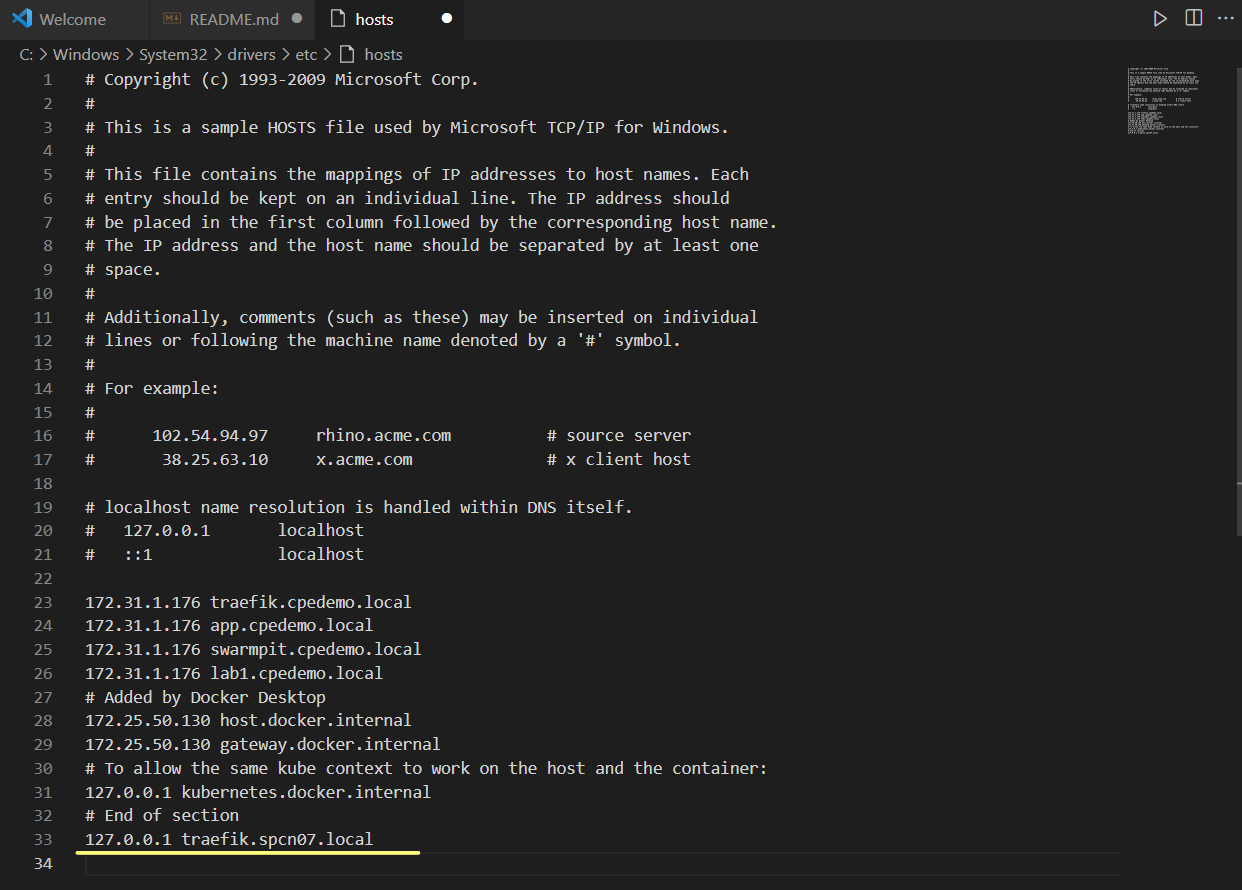 Welcome
README.md
hosts
C: > Windows > System32 > drivers > etc > hosts
1 # Copyright (c) 1993-2009 Microsoft Corp.
2 #
3 # This is a sample HOSTS file used by Microsoft TCP/IP for Windows.
4 #
5 # This file contains the mappings of IP addresses to host names. Each
6 # entry should be kept on an individual line. The IP address should
7 # be placed in the first column followed by the corresponding host name.
8 # The IP address and the host name should be separated by at least one
9 # space.
10 #
11 # Additionally, comments (such as these) may be inserted on individual
12 # lines or following the machine name denoted by a '#' symbol.
13 #
14 # For example:
15 #
16 #      102.54.94.97     rhino.acme.com          # source server
17 #       38.25.63.10     x.acme.com              # x client host
18
19 # localhost name resolution is handled within DNS itself.
20 #   127.0.0.1       localhost
21 #   ::1             localhost
22
23 172.31.1.176 traefik.cpedemo.local
24 172.31.1.176 app.cpedemo.local
25 172.31.1.176 swarmpit.cpedemo.local
26 172.31.1.176 lab1.cpedemo.local
27 # Added by Docker Desktop
28 172.25.50.130 host.docker.internal
29 172.25.50.130 gateway.docker.internal
30 # To allow the same kube context to work on the host and the container:
31 127.0.0.1 kubernetes.docker.internal
32 # End of section
33 127.0.0.1 traefik.spcn07.local
34